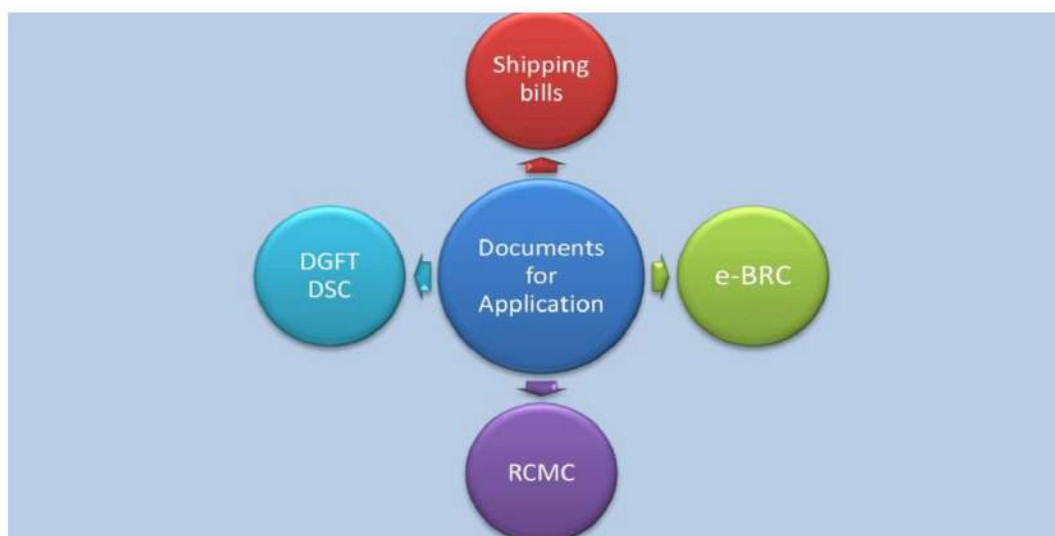 Shipping
bills
DGFT
DSC
Documents
for
Application
e-BRC
RCMC